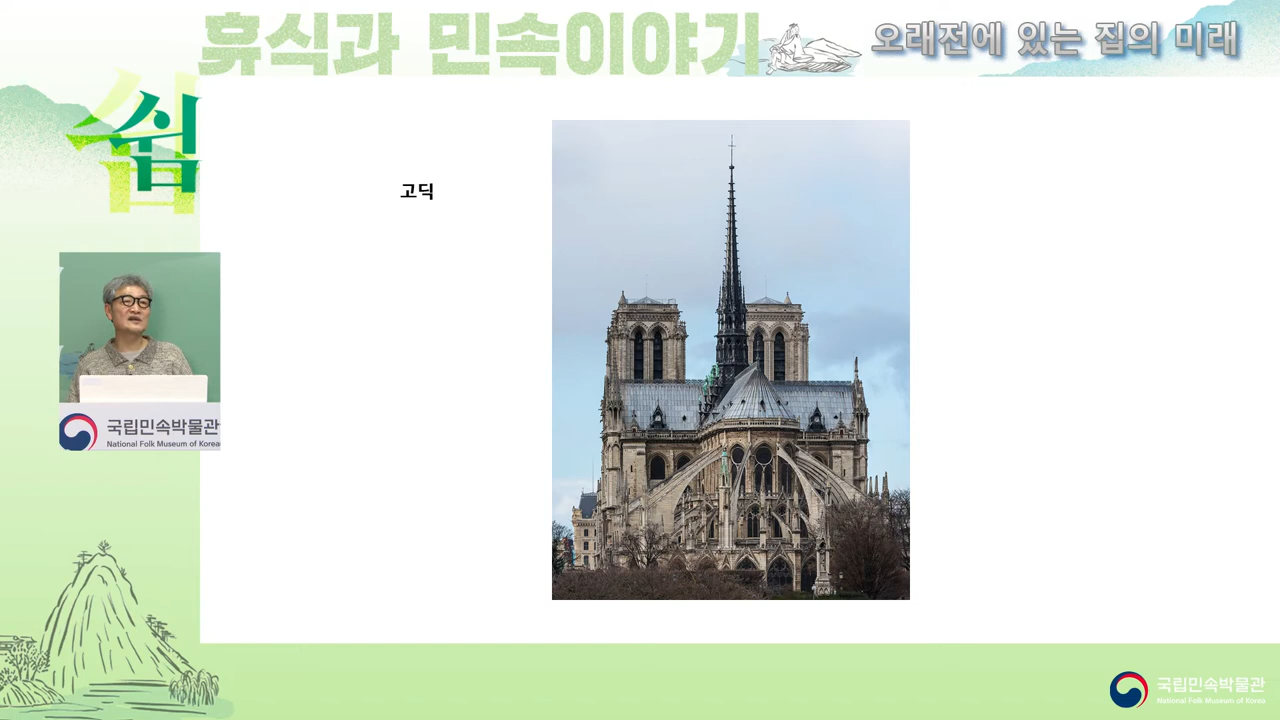 휴식과 민속이야기
오래전에 있는 집의 미래
쉼
고딕
국립민속박물관
National Folk Museum of Korea
국립민속박물관
National Folk Museum of Korea